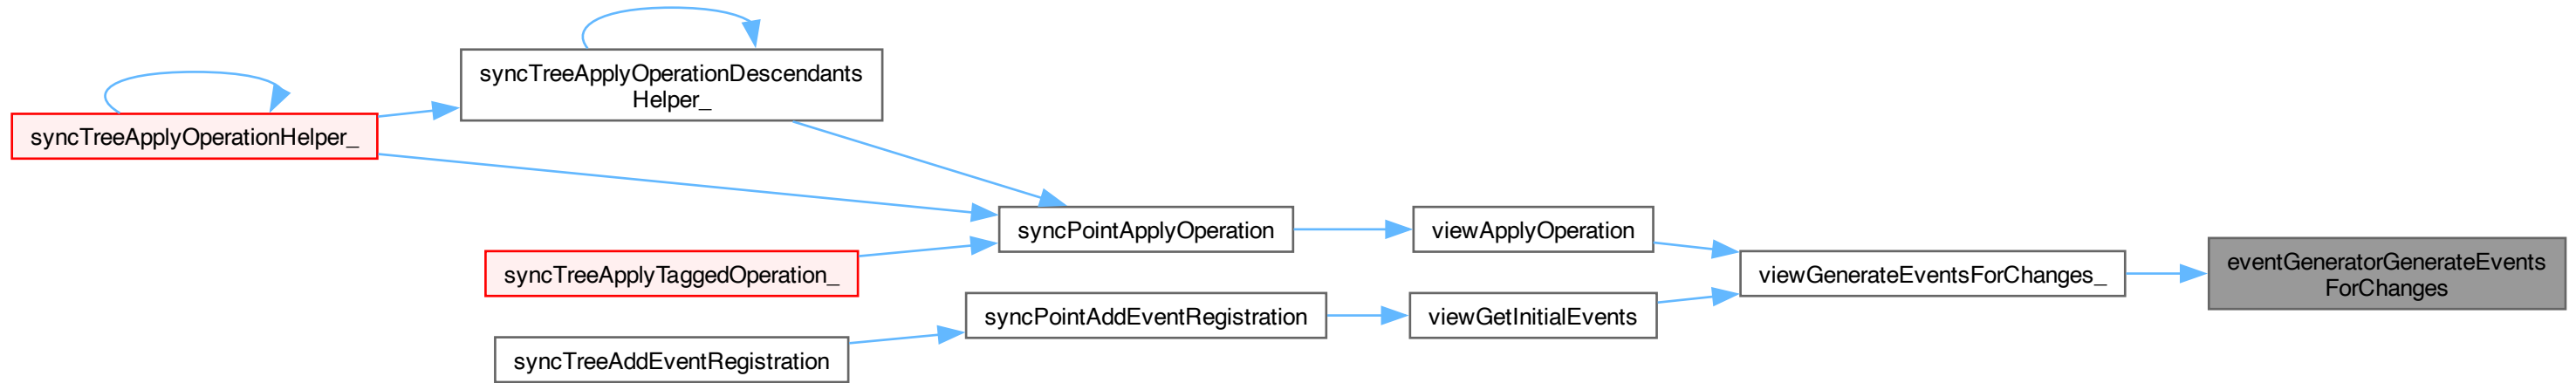 syncTreeApplyOperationDescendants
Helper_
syncTreeApplyOperationHelper_
syncPointApplyOperation
viewApplyOperation
syncTreeApplyTaggedOperation_
viewGenerateEventsForChanges_
eventGeneratorGenerateEvents
ForChanges
syncPointAddEventRegistration
viewGetInitialEvents
syncTreeAddEventRegistration